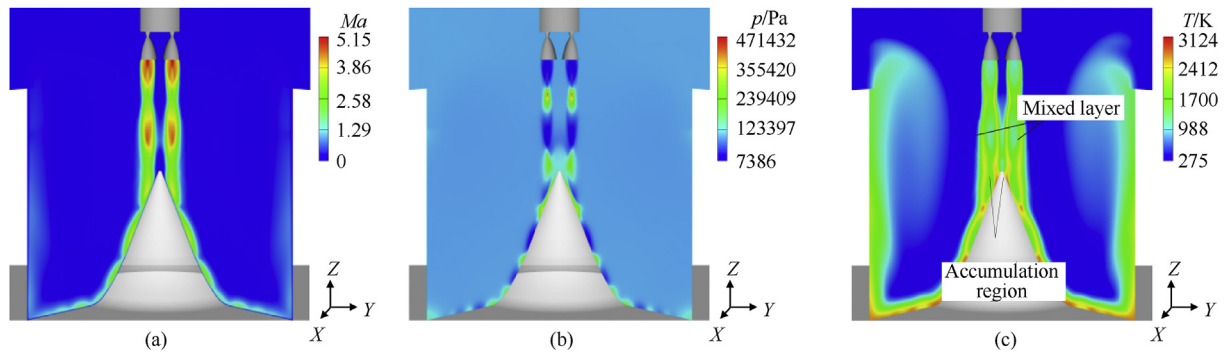 Ma
5.15
3.86
2.58
1.29
0
Z
Y
X
(a)
p/Pa
471432
355420
239409
123397
7386
Z
Y
X
(b)
T/K
3124
2412
1700
988
275
Mixed layer
Accumulation
region
Z
Y
X
(c)